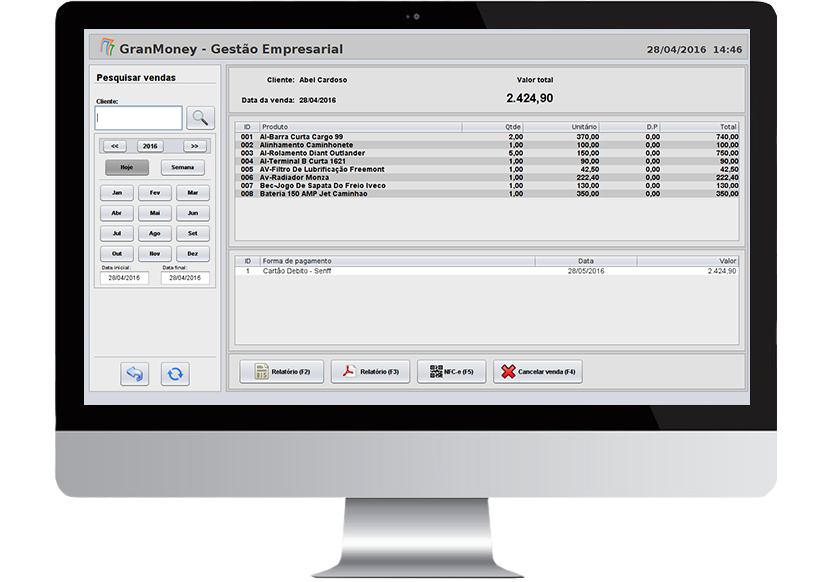 GranMoney - Gestão Empresarial 28/04/2016 14:46
Pesquisar vendas
Cliente:
<< 2016 >>
Hoje Semana
Jan Fev Mar
Abr Mai Jun
Jul Ago Set
Out Nov Dez
Data inicial: Data final:
28/04/2016 28/04/2016
Cliente: Abel Cardoso Valor total
Data da venda: 28/04/2016 2.424,90
ID Produto Qtde Unitário D.P Total
001 Al-Barra Curta Cargo 99 2,00 370,00 0,00 740,00
002 Alinhamento Caminhonete 1,00 100,00 0,00 100,00
003 Al-Rolamento Diant Outlander 5,00 150,00 0,00 750,00
004 Al-Terminal B Curta 1621 1,00 90,00 0,00 90,00
005 AV-Filtro De Lubrificação Freemont 1,00 42,50 0,00 42,50
006 Av-Radiador Monza 1,00 222,40 0,00 222,40
007 Bec-Jogo De Sapata Do Freio Iveco 1,00 130,00 0,00 130,00
008 Bateria 150 AMP Jet Caminhao 1,00 350,00 0,00 350,00
ID Forma de pagamento Data Valor
1 Cartão Debito - Senff 28/05/2016 2.424,90
Relatório (F2) Relatório (F3) NFC-e (F5) Cancelar venda (F4)